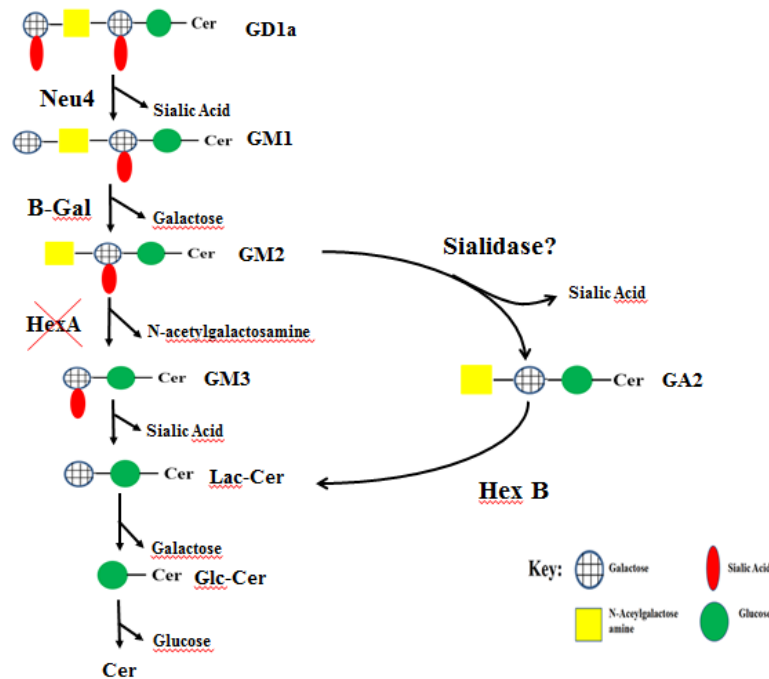 Cer
GD1a
Neu4
Sialic Acid
Cer
GM1
B-Gal
Galactose
Cer
GM2
Sialidase?
Sialic Acid
HexA
N-acetylgalactosamine
Cer
GM3
Cer
GA2
Sialic Acid
Cer
Lac-Cer
Hex B
Galactose
Cer
Glc-Cer
Key:
Galactose
Sialic Acid
N-Aceylgalactose
amine
Glucose
Glucose
Cer